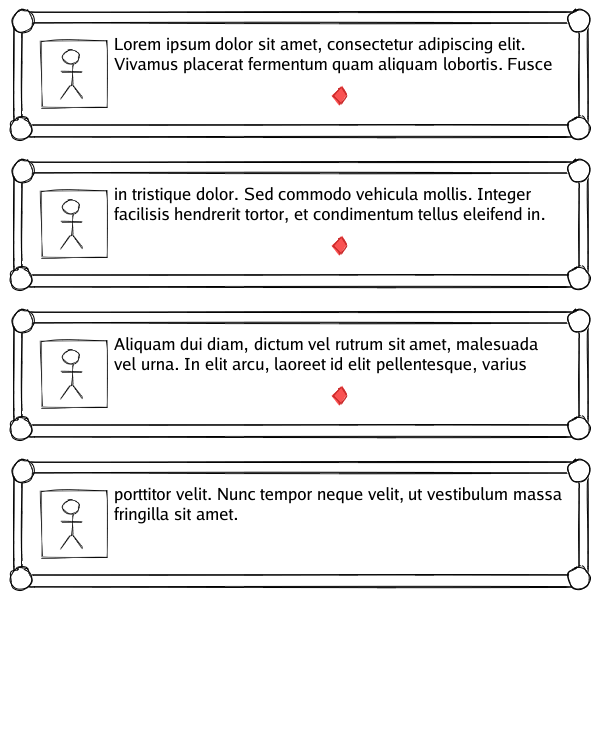 Lorem ipsum dolor sit amet, consectetur adipiscing elit.
Vivamus placerat fermentum quam aliquam lobortis. Fusce
in tristique dolor. Sed commodo vehicula mollis. Integer
facilisis hendrerit tortor, et condimentum tellus eleifend in.
Aliquam dui diam, dictum vel rutrum sit amet, malesuada
vel urna. In elit arcu, laoreet id elit pellentesque, varius
porttitor velit. Nunc tempor neque velit, ut vestibulum massa
fringilla sit amet.